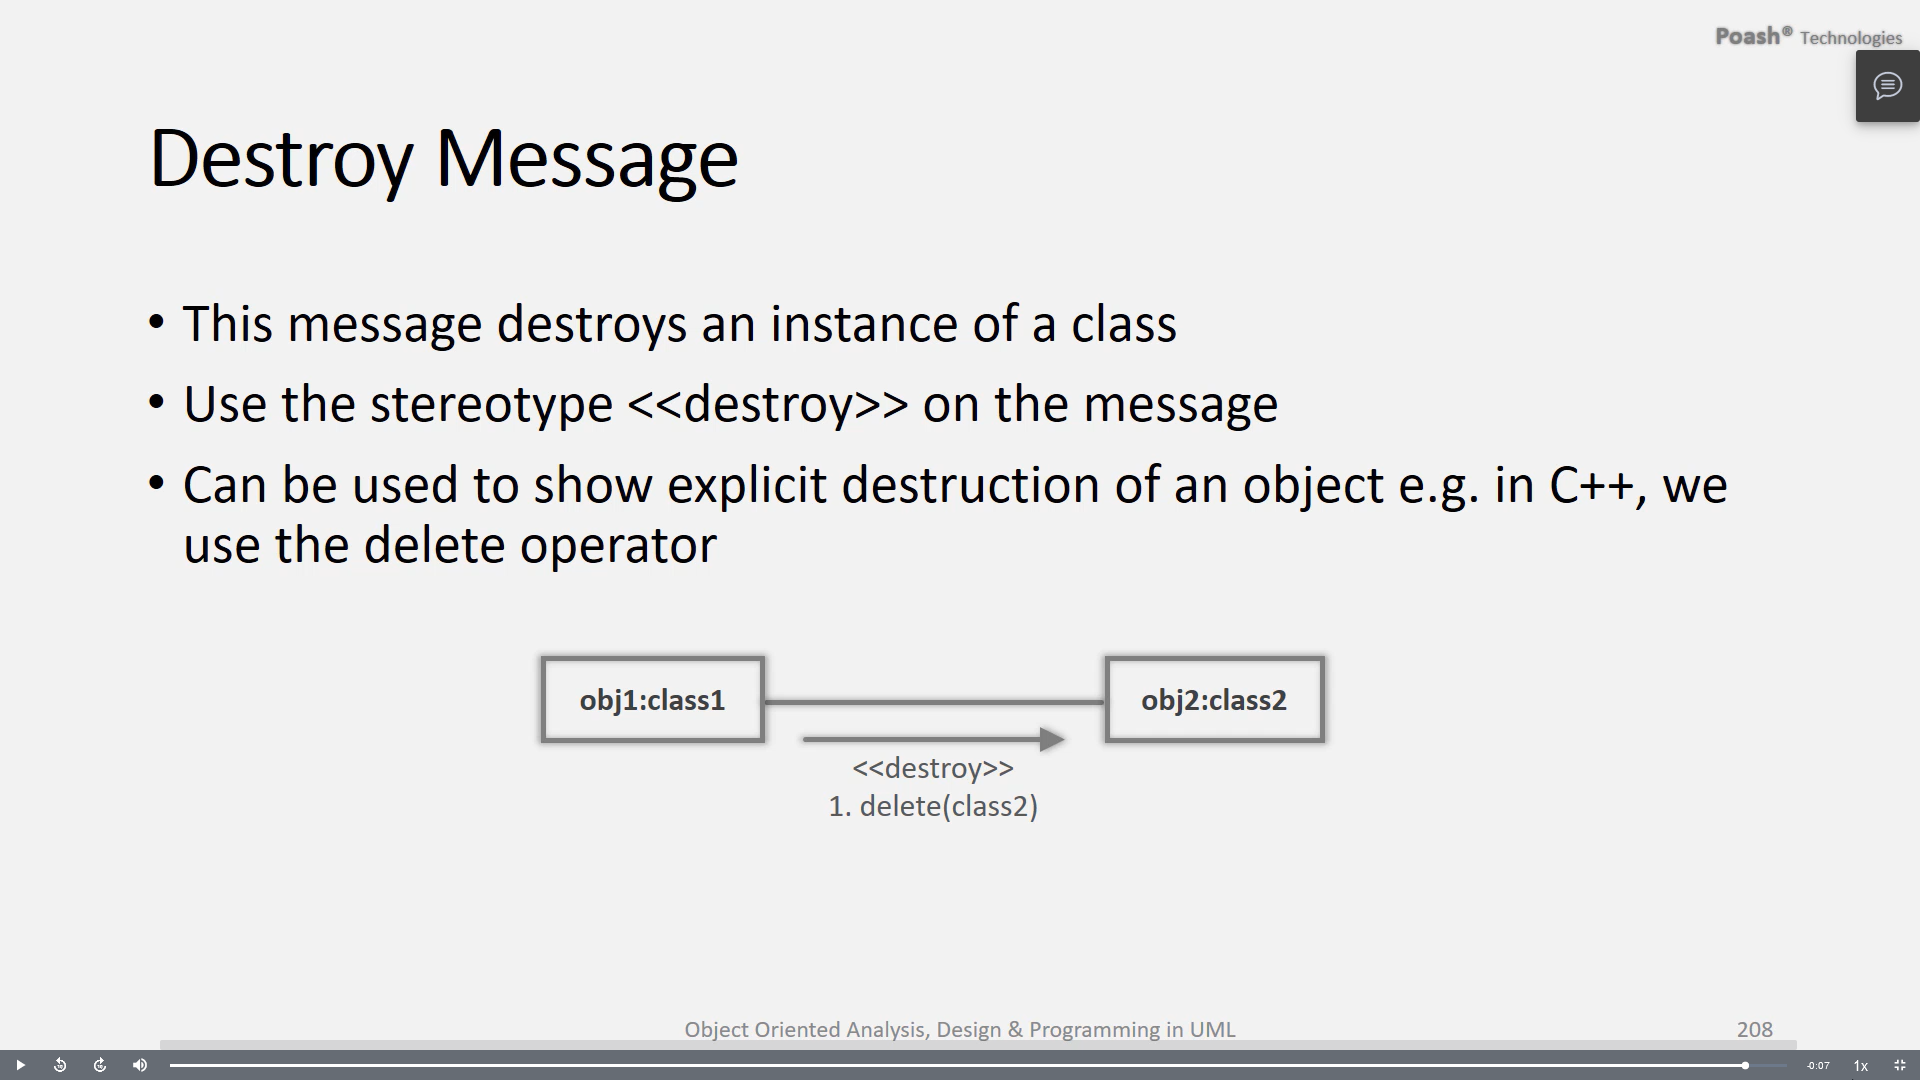 Poash® Technologies
Destroy Message
• This message destroys an instance of a class
• Use the stereotype <<destroy>> on the message
• Can be used to show explicit destruction of an object e.g. in C++, we
use the delete operator
obj1:class1
obj2:class2
<<destroy>>
1. delete(class2)
Object Oriented Analysis, Design & Programming in UML
208
-0:07
1x